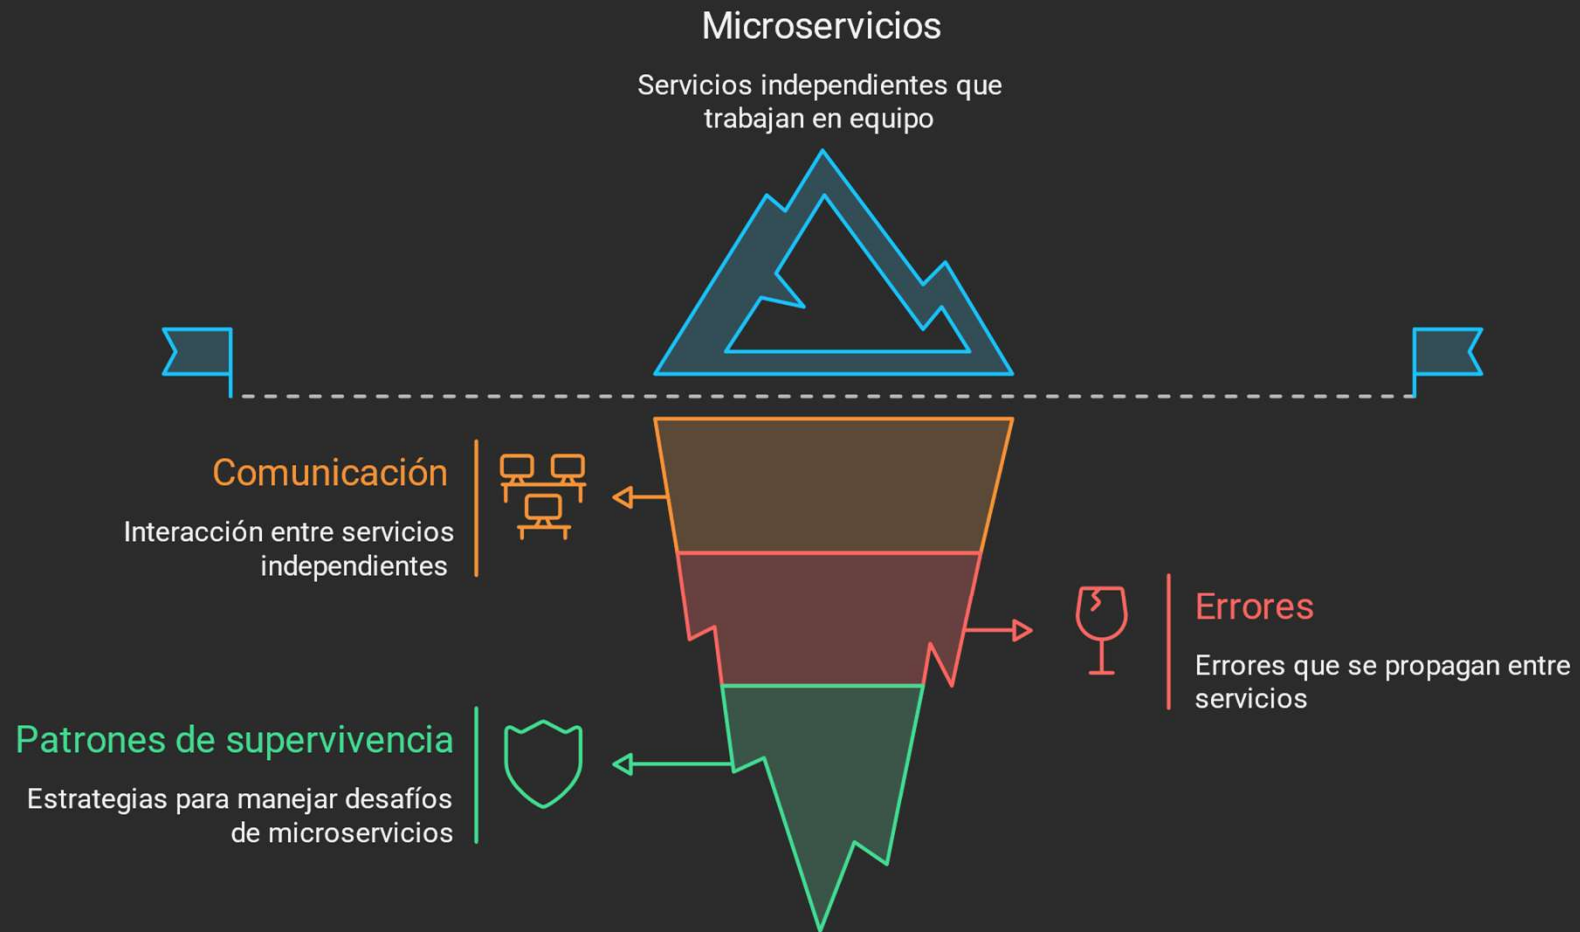 Microservicios
Servicios independientes que
trabajan en equipo
Comunicación
Interacción entre servicios
independientes
Errores
Errores que se propagan entre
servicios
Patrones de supervivencia
Estrategias para manejar desafíos
de microservicios